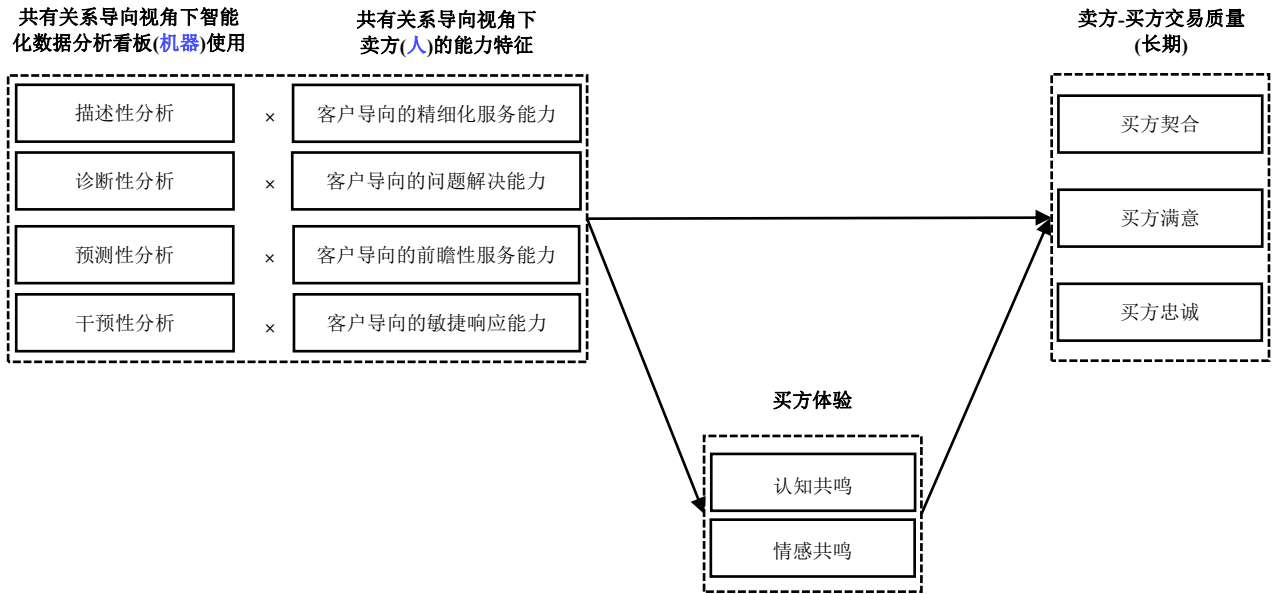 共有关系导向视角下智能
化数据分析看板(机器)使用
共有关系导向视角下
卖方(人)的能力特征
卖方-买方交易质量
(长期)
描述性分析 × 客户导向的精细化服务能力
诊断性分析 × 客户导向的问题解决能力
预测性分析 × 客户导向的前瞻性服务能力
干预性分析 × 客户导向的敏捷响应能力
买方契合
买方满意
买方忠诚
买方体验
认知共鸣
情感共鸣